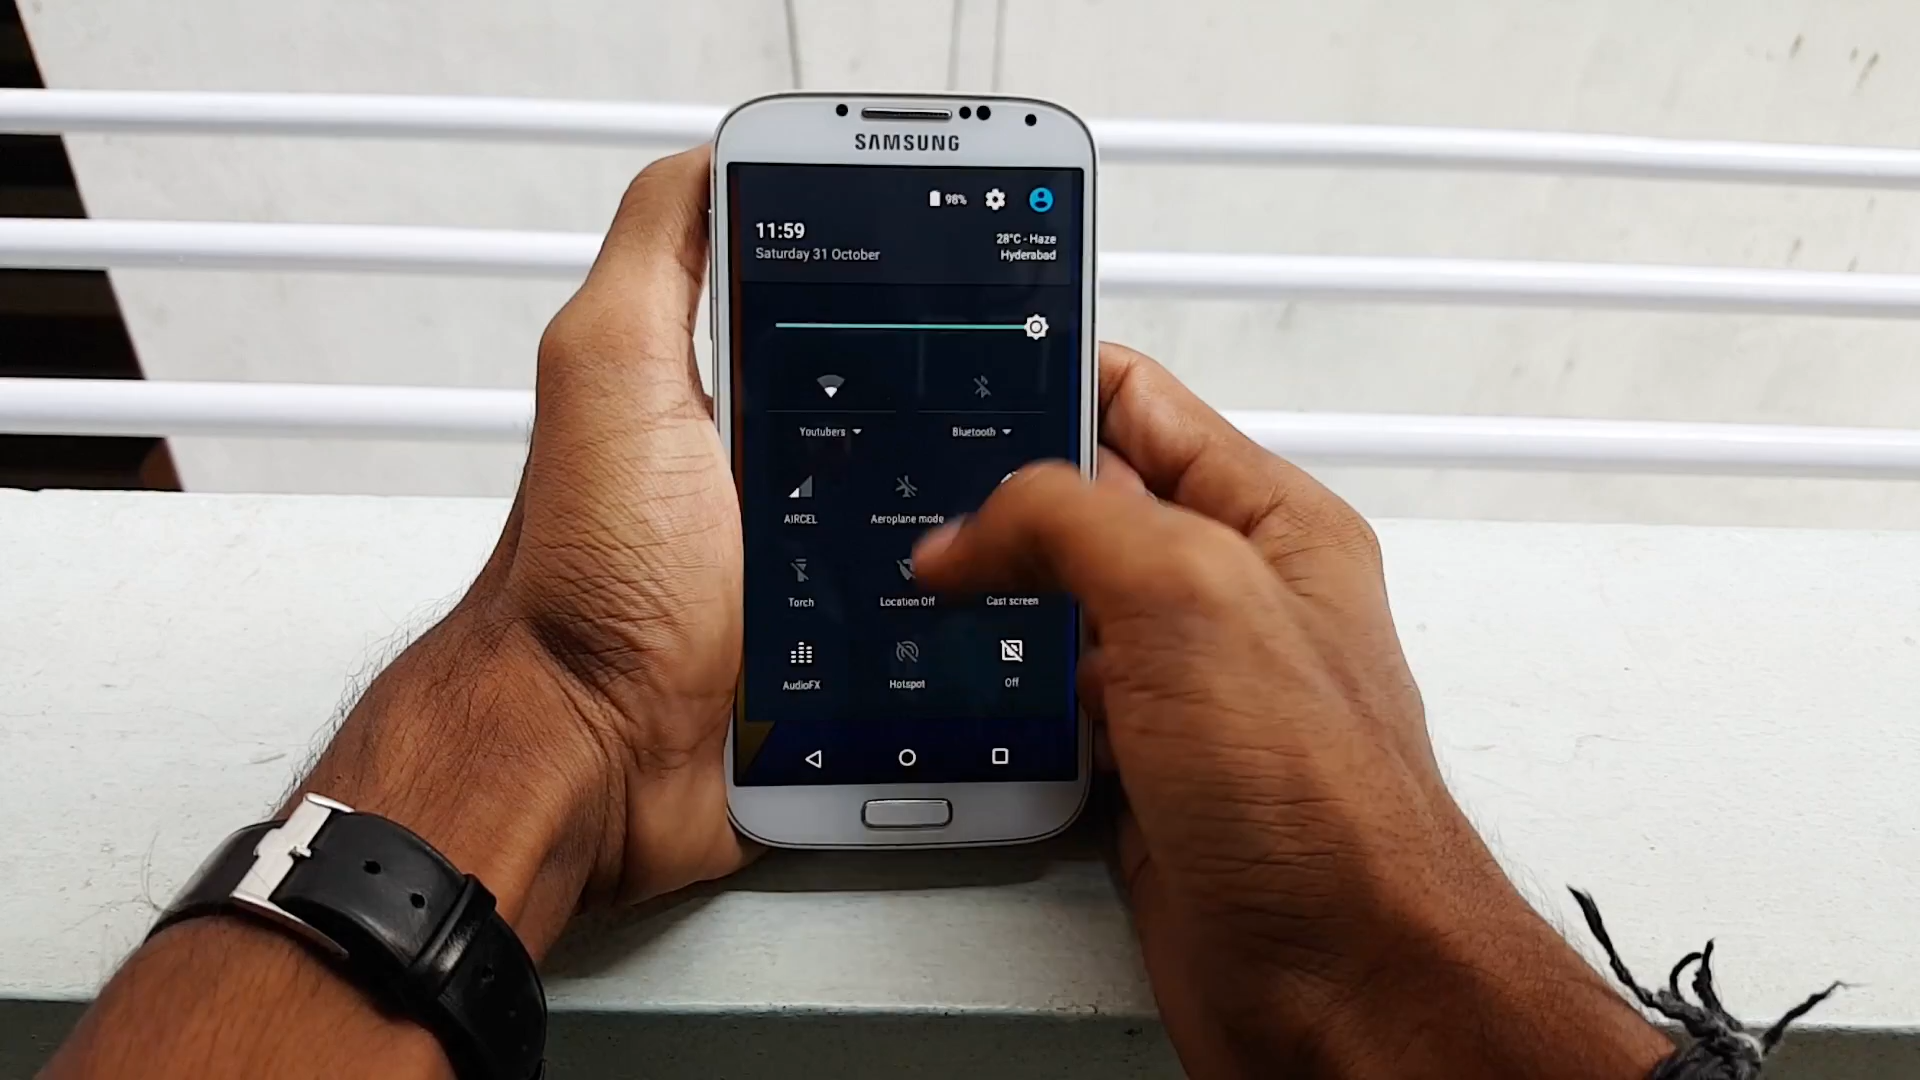 SAMSUNG
98%
11:59
Saturday 31 October
28°C - Haze
Hyderabad
Youtubers
Bluetooth
AIRCEL
Aeroplane mode
Torch
Location Off
Cast screen
AudioFX
Hotspot
Off